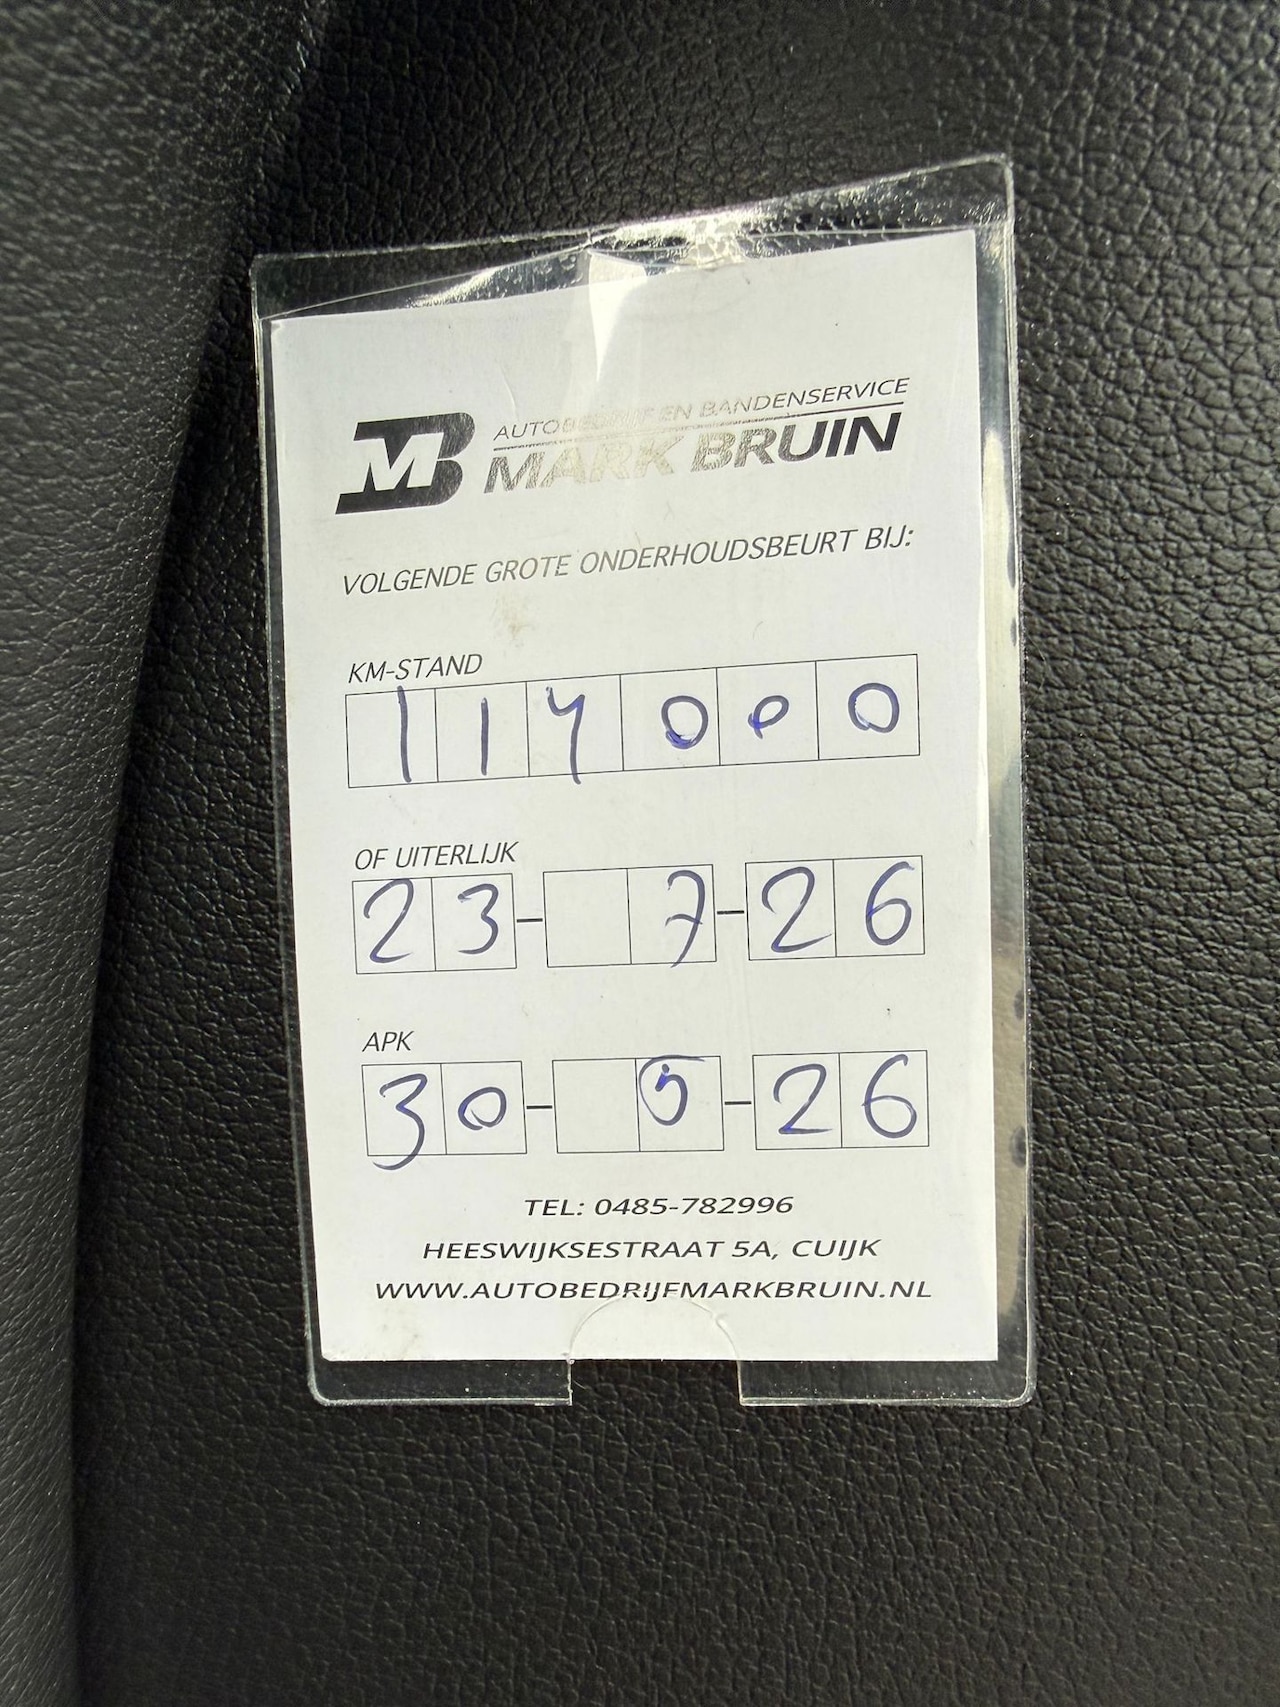 MB
AUTOBEDRIJF EN BANDENSERVICE
MARK BRUIN
VOLGENDE GROTE ONDERHOUDSBEURT BIJ:
KM-STAND
114000
OF UITERLIJK
23-7-26
APK
30-5-26
TEL: 0485-782996
HEESWIJKSESTRAAT 5A, CUIJK
WWW.AUTOBEDRIJFMARKBRUIN.NL